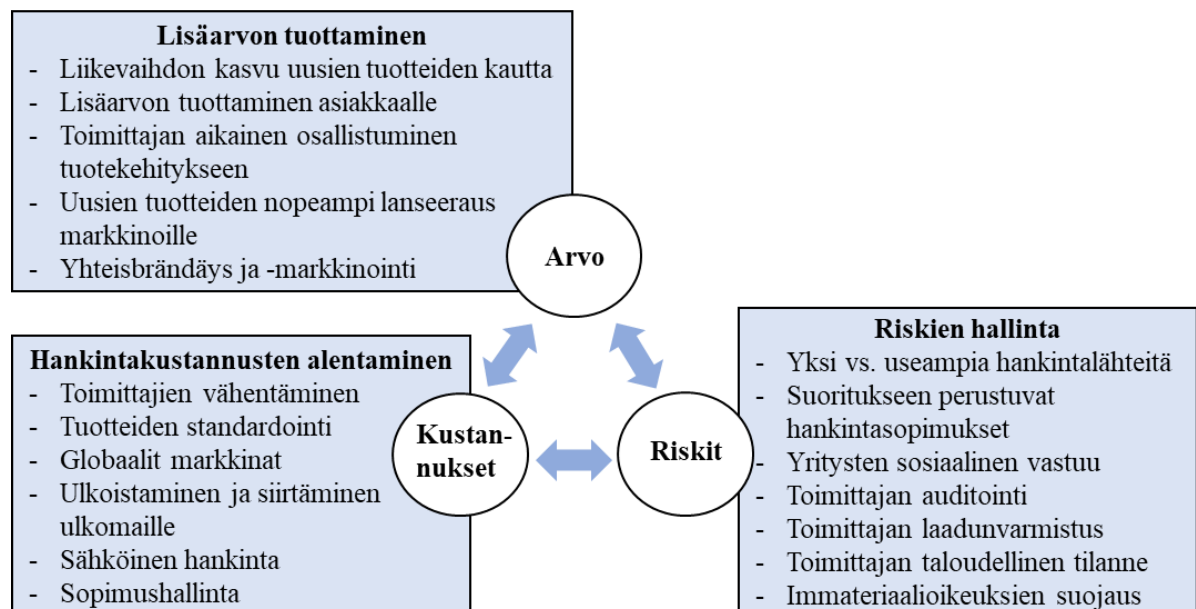 Lisäarvon tuottaminen
- Liikevaihdon kasvu uusien tuotteiden kautta
- Lisäarvon tuottaminen asiakkaalle
- Toimittajan aikainen osallistuminen
tuotekehitykseen
- Uusien tuotteiden nopeampi lanseeraus
markkinoille
- Yhteisbrändäys ja -markkinointi
Arvo
Hankintakustannusten alentaminen
- Toimittajien vähentäminen
- Tuotteiden standardointi
- Globaalit markkinat
- Ulkoistaminen ja siirtäminen
ulkomaille
- Sähköinen hankinta
- Sopimushallinta
Kustan-
nukset
Riskit
Riskien hallinta
- Yksi vs. useampia hankintalähteitä
- Suoritukseen perustuvat
hankintasopimukset
- Yritysten sosiaalinen vastuu
- Toimittajan auditointi
- Toimittajan laadunvarmistus
- Toimittajan taloudellinen tilanne
- Immateriaalioikeuksien suojaus